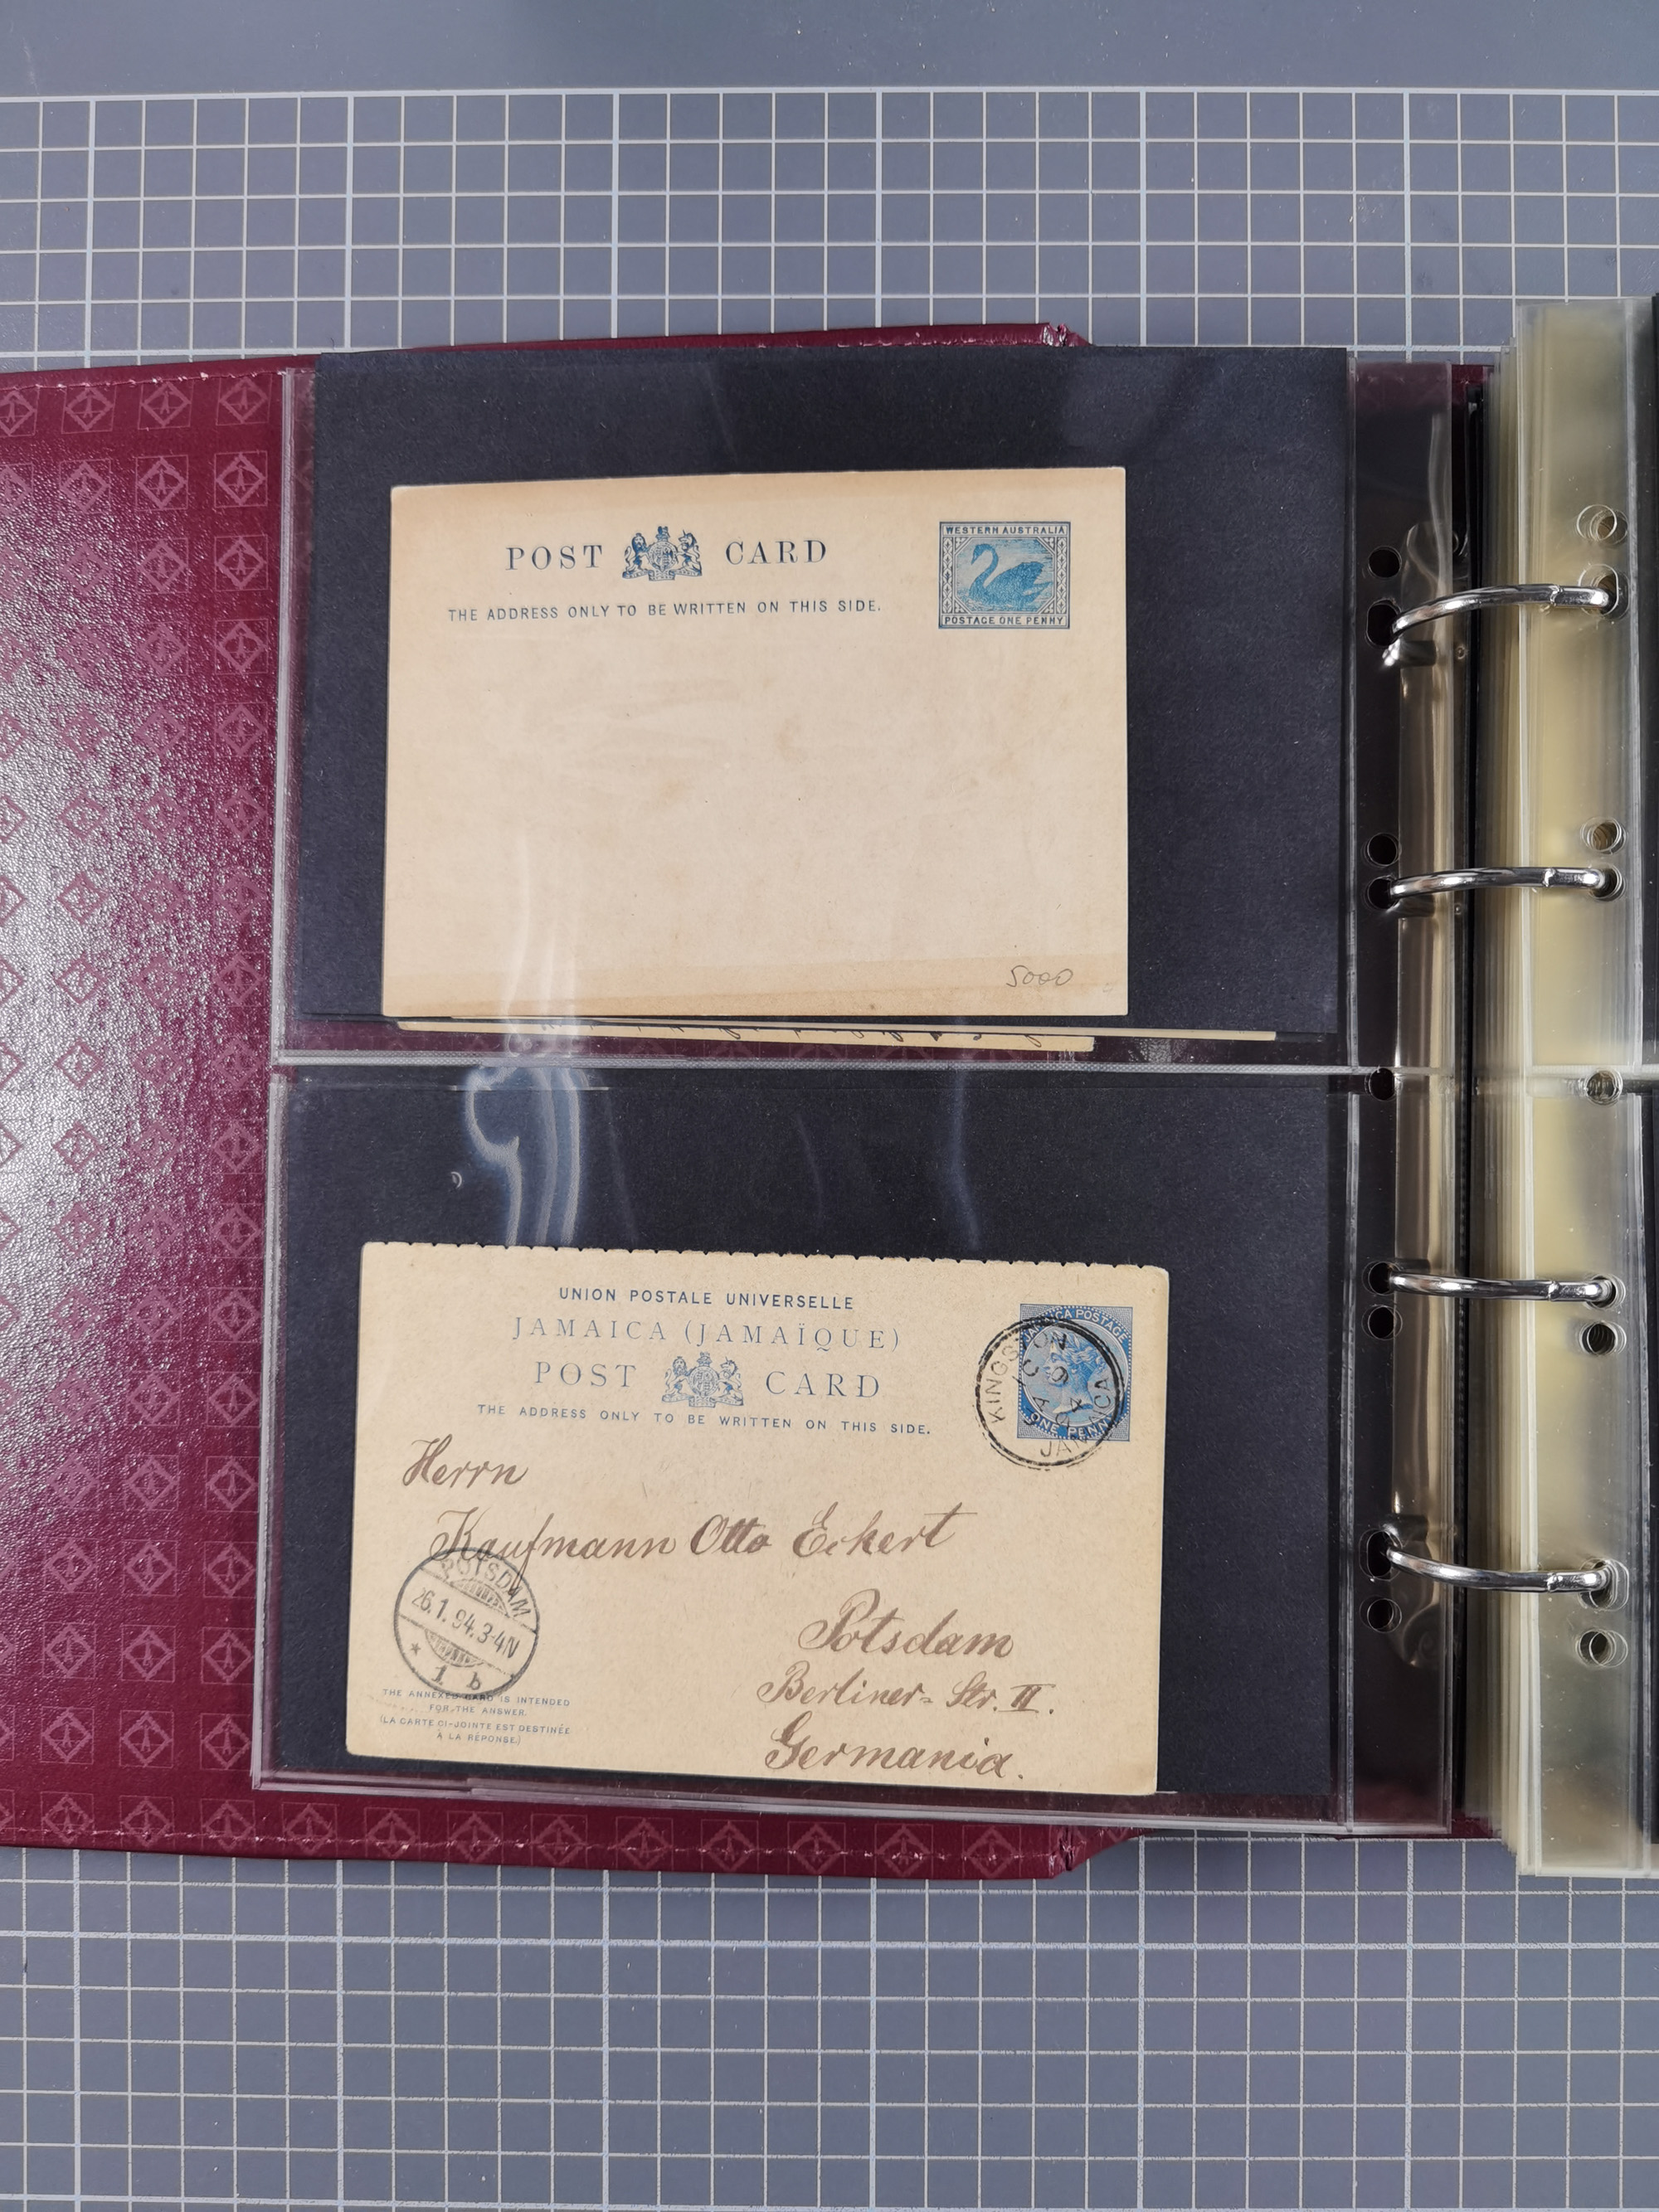 POST CARD
THE ADDRESS ONLY TO BE WRITTEN ON THIS SIDE.
WESTERN AUSTRALIA
POSTAGE ONE PENNY
5000
UNION POSTALE UNIVERSELLE
JAMAICA (JAMAÏQUE)
POST CARD
THE ADDRESS ONLY TO BE WRITTEN ON THIS SIDE.
JAMAICA POSTAGE
ONE PENNY
KINGSTON
JAMAICA
Herrn
Kaufmann Otto Eckert
Potsdam
Berliner= Str. II.
Germania.
POTSDAM
26.1.94.3-4N
* 1 b
THE ANNEXED CARD IS INTENDED
FOR THE ANSWER.
(LA CARTE CI-JOINTE EST DESTINÉE
À LA RÉPONSE.)